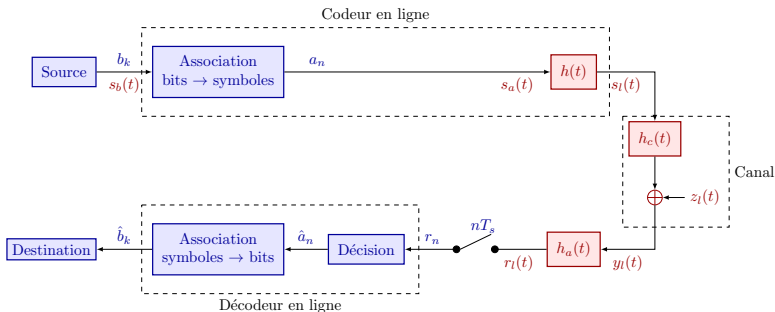 Codeur en ligne
Source
b_k
s_b(t)
Association
bits → symboles
a_n
s_a(t)
h(t)
s_l(t)
h_c(t)
Canal
z_l(t)
Destination
b̂_k
Association
symboles → bits
â_n
Décision
r_n
nT_s
r_l(t)
h_a(t)
y_l(t)
Décodeur en ligne